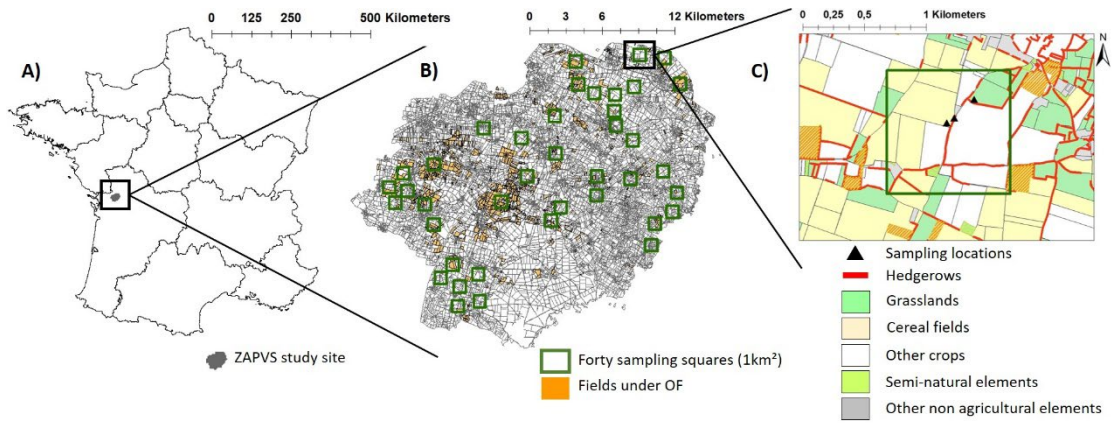 0 125 250 500 Kilometers
A)
ZAPVS study site
0 3 6 12 Kilometers
B)
Forty sampling squares (1km²)
Fields under OF
0 0,25 0,35 1 Kilometers
C)
N
Sampling locations
Hedgerows
Grasslands
Cereal fields
Other crops
Semi-natural elements
Other non agricultural elements